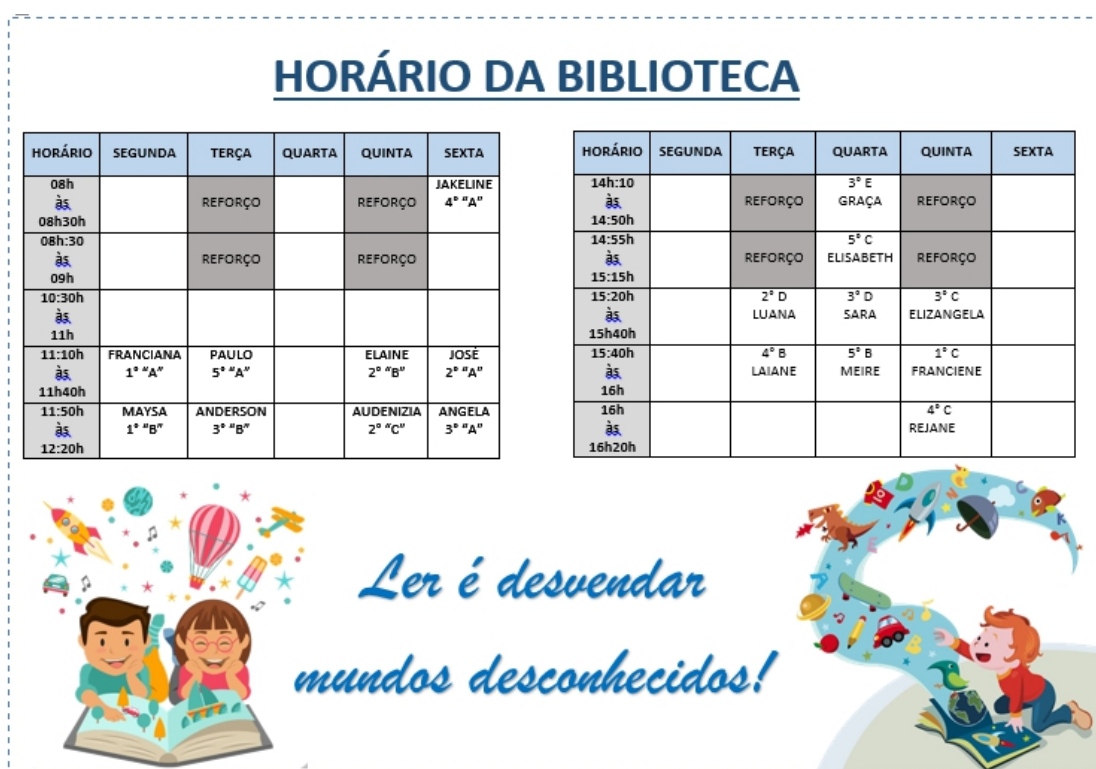 HORÁRIO DA BIBLIOTECA
HORÁRIO SEGUNDA TERÇA QUARTA QUINTA SEXTA
08h às 08h30h REFORÇO REFORÇO JAKELINE 4° "A"
08h:30 às 09h REFORÇO REFORÇO
10:30h às 11h
11:10h às 11h40h FRANCIANA 1° "A" PAULO 5° "A" ELAINE 2° "B" JOSÉ 2° "A"
11:50h às 12:20h MAYSA 1° "B" ANDERSON 3° "B" AUDENIZIA 2° "C" ANGELA 3° "A"
HORÁRIO SEGUNDA TERÇA QUARTA QUINTA SEXTA
14h:10 às 14:50h REFORÇO 3° E GRAÇA REFORÇO
14:55h às 15:15h REFORÇO 5° C ELISABETH REFORÇO
15:20h às 15h40h 2° D LUANA 3° D SARA 3° C ELIZANGELA
15:40h às 16h 4° B LAIANE 5° B MEIRE 1° C FRANCIENE
16h às 16h20h 4° C REJANE
Ler é desvendar
mundos desconhecidos!